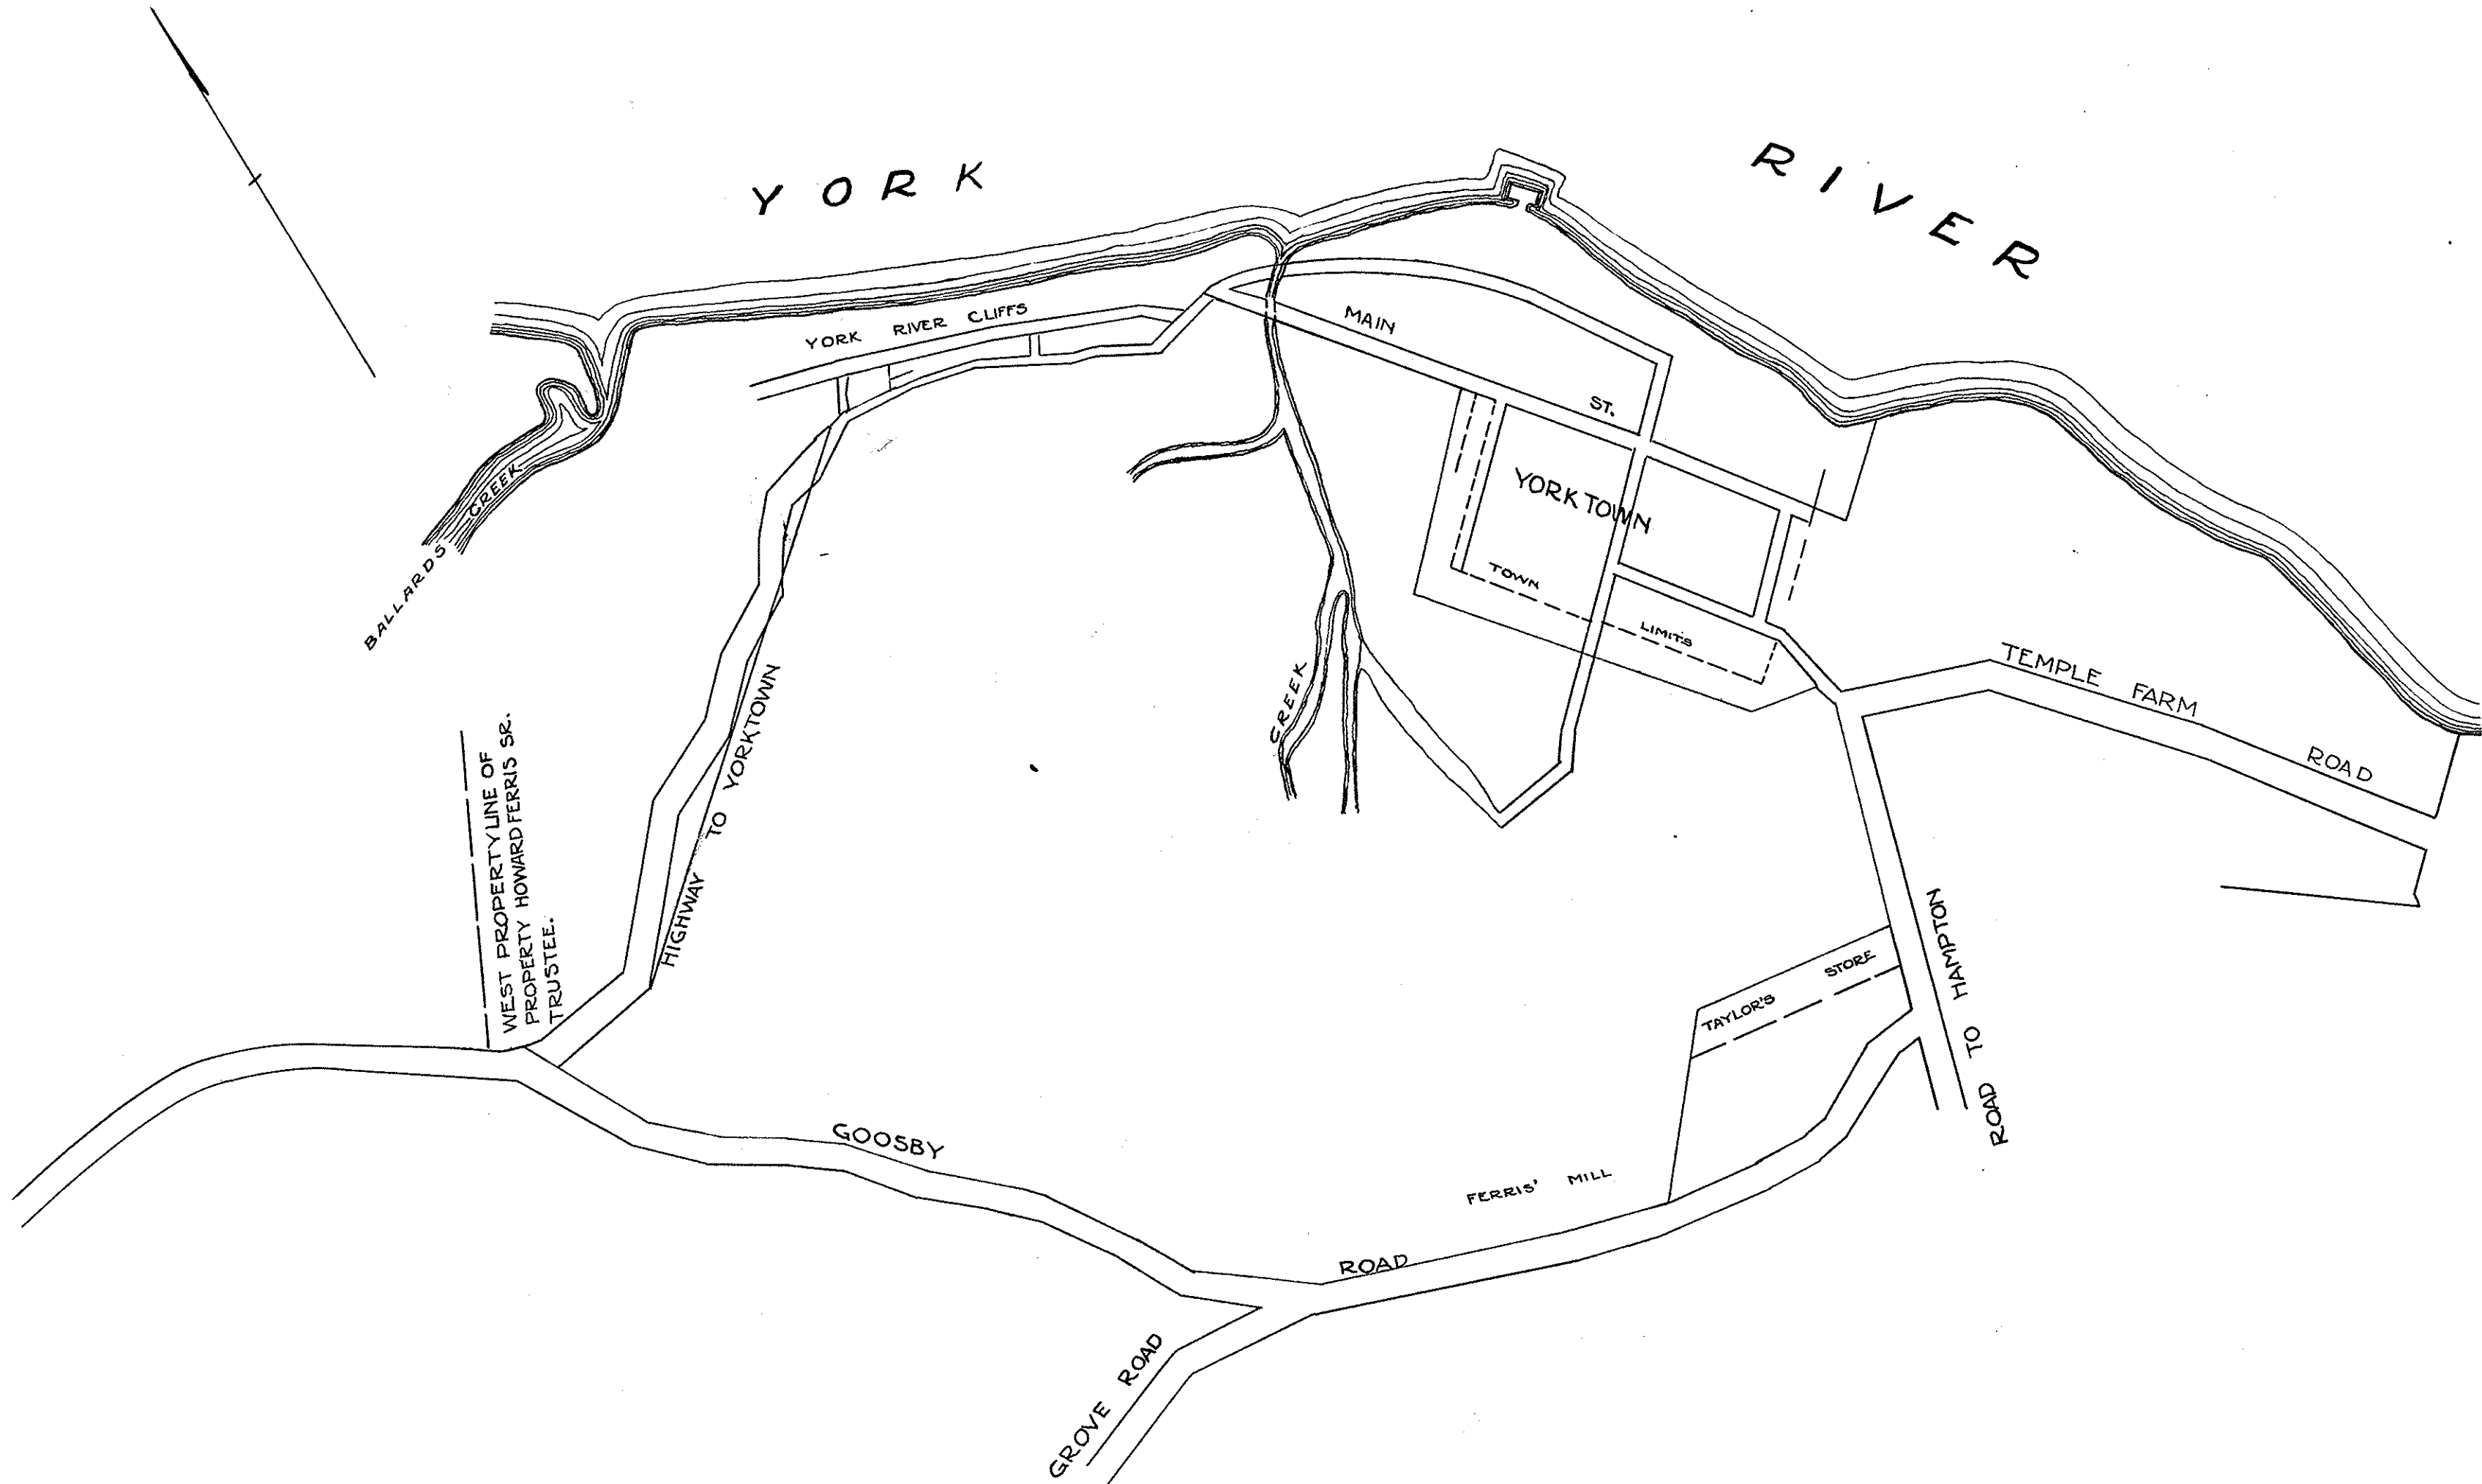 YORK
RIVER
YORK RIVER CLIFFS
MAIN
ST.
BALLARDS CREEK
YORKTOWN
TOWN
LIMITS
CREEK
HIGHWAY TO YORKTOWN
TEMPLE FARM
ROAD
WEST PROPERTY LINE OF
PROPERTY HOWARD FERRIS SR.
TRUSTEE.
TAYLOR'S STORE
ROAD TO HAMPTON
GOOSBY
ROAD
FERRIS' MILL
GROVE ROAD